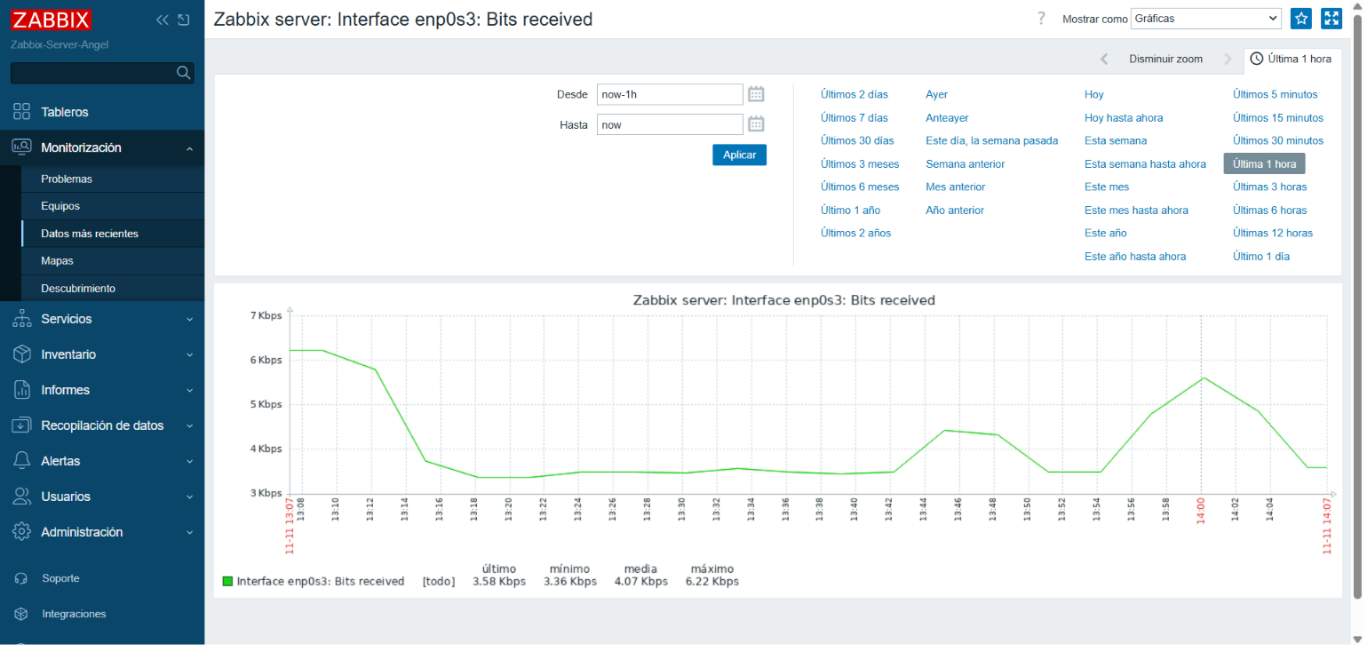 ZABBIX
Zabbix-Server-Angel
Tableros
Monitorización
Problemas
Equipos
Datos más recientes
Mapas
Descubrimiento
Servicios
Inventario
Informes
Recopilación de datos
Alertas
Usuarios
Administración
Soporte
Integraciones
Zabbix server: Interface enp0s3: Bits received
? Mostrar como Gráficas
Disminuir zoom Última 1 hora
Desde now-1h
Hasta now
Aplicar
Últimos 2 días Ayer Hoy Últimos 5 minutos
Últimos 7 días Anteayer Hoy hasta ahora Últimos 15 minutos
Últimos 30 días Este día, la semana pasada Esta semana Últimos 30 minutos
Últimos 3 meses Semana anterior Esta semana hasta ahora Última 1 hora
Últimos 6 meses Mes anterior Este mes Últimas 3 horas
Último 1 año Año anterior Este mes hasta ahora Últimas 6 horas
Últimos 2 años Este año Últimas 12 horas
Este año hasta ahora Último 1 día
Zabbix server: Interface enp0s3: Bits received
7 Kbps
6 Kbps
5 Kbps
4 Kbps
3 Kbps
11-11 13:07 13:08 13:10 13:12 13:14 13:16 13:18 13:20 13:22 13:24 13:26 13:28 13:30 13:32 13:34 13:36 13:38 13:40 13:42 13:44 13:46 13:48 13:50 13:52 13:54 13:56 13:58 14:00 14:02 14:04 11-11 14:07
último mínimo media máximo
Interface enp0s3: Bits received [todo] 3.58 Kbps 3.36 Kbps 4.07 Kbps 6.22 Kbps